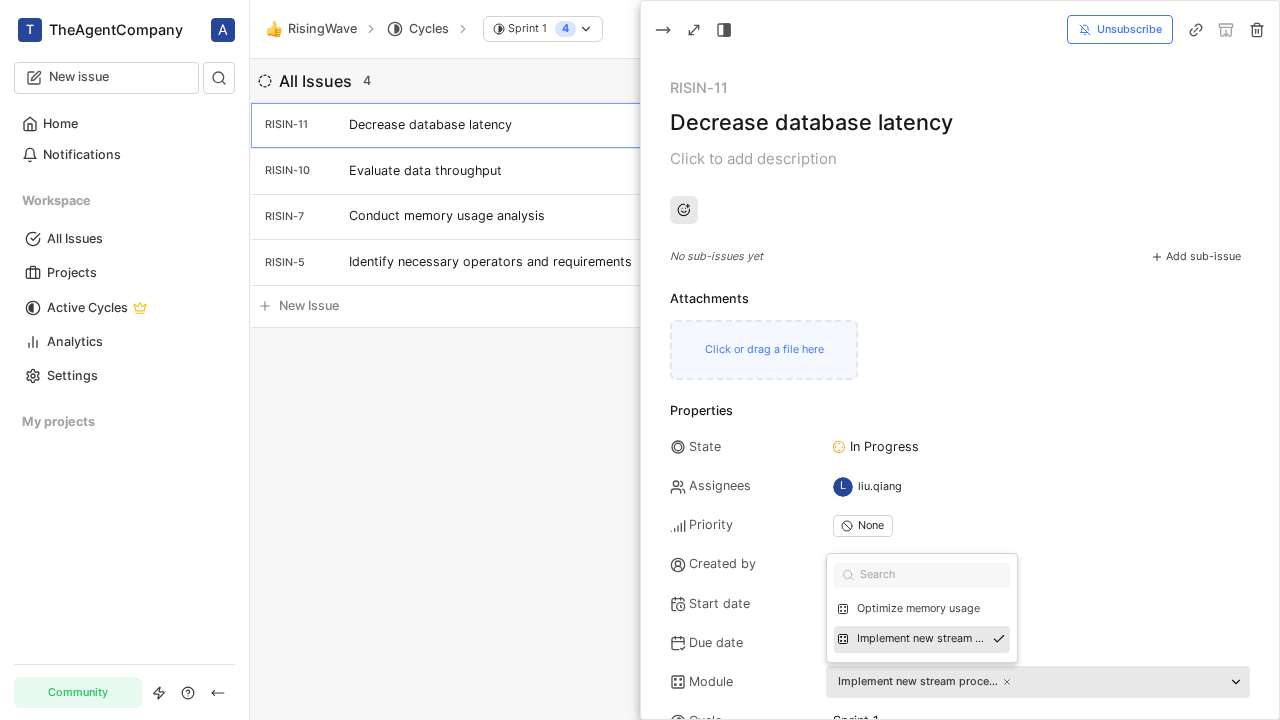 T TheAgentCompany A
New issue
Home
Notifications
Workspace
All Issues
Projects
Active Cycles
Analytics
Settings
My projects
Community
RisingWave Cycles Sprint 1 4
All Issues 4
RISIN-11 Decrease database latency
RISIN-10 Evaluate data throughput
RISIN-7 Conduct memory usage analysis
RISIN-5 Identify necessary operators and requirements
New Issue
Unsubscribe
RISIN-11
Decrease database latency
Click to add description
No sub-issues yet
Add sub-issue
Attachments
Click or drag a file here
Properties
State In Progress
Assignees L liu.qiang
Priority None
Created by
Search
Start date
Optimize memory usage
Implement new stream ...
Due date
Module Implement new stream proce...
Cycle Sprint 1